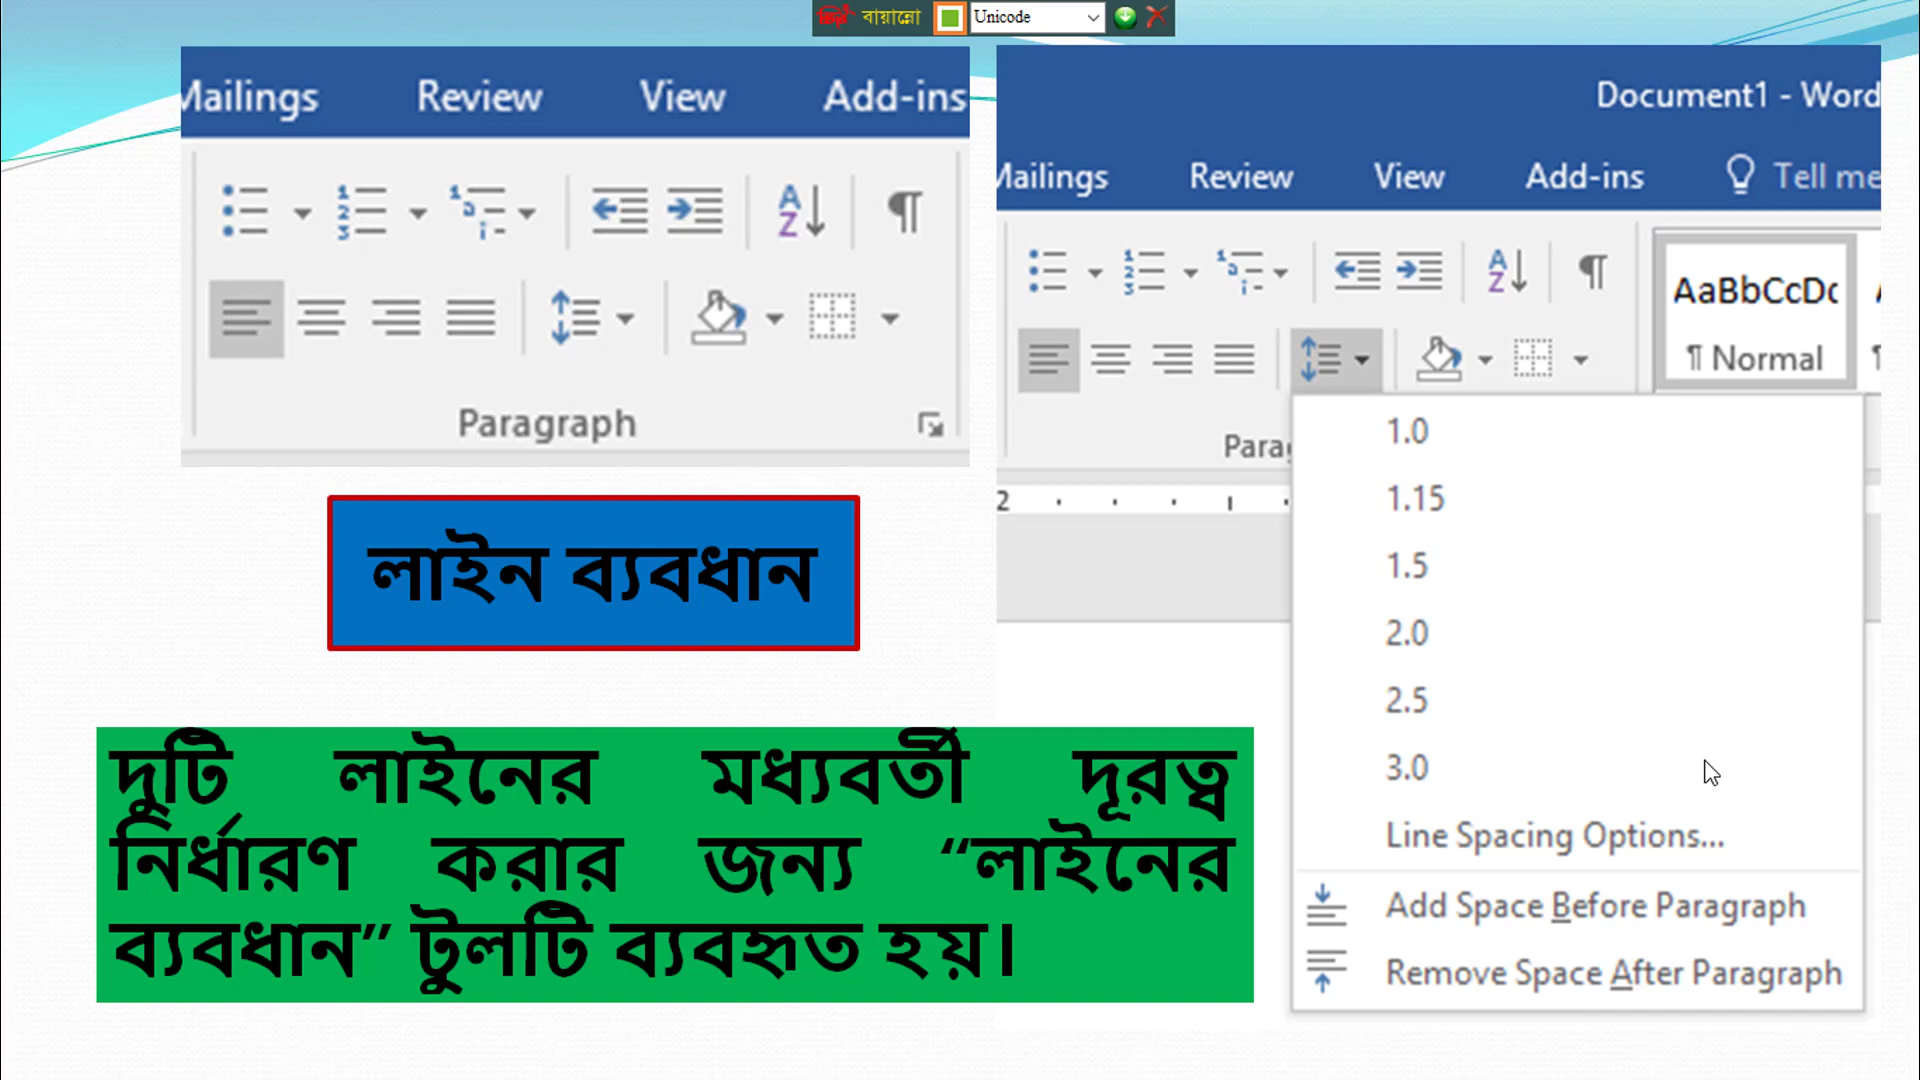 বায়ান্নো Unicode
Mailings Review View Add-ins
Paragraph
Document1 - Word
Mailings Review View Add-ins Tell me
AaBbCcDc
¶ Normal
Para
2
1.0
1.15
1.5
2.0
2.5
3.0
Line Spacing Options...
Add Space Before Paragraph
Remove Space After Paragraph
লাইন ব্যবধান
দুটি লাইনের মধ্যবর্তী দূরত্ব
নির্ধারণ করার জন্য “লাইনের
ব্যবধান” টুলটি ব্যবহৃত হয়।